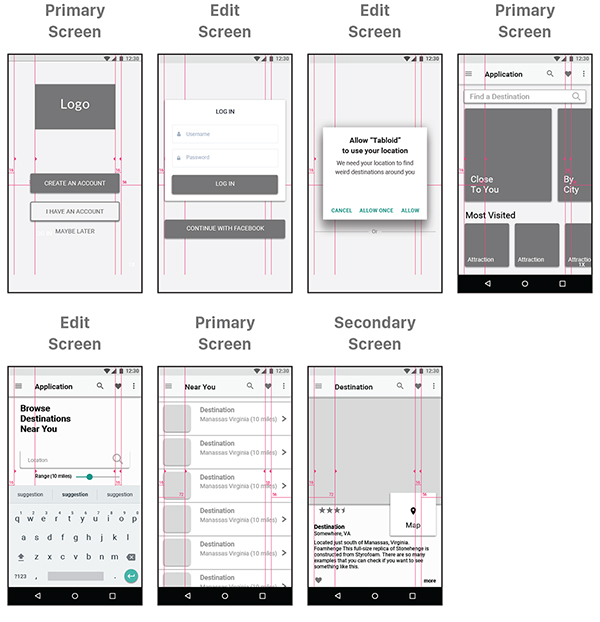 Primary
Screen
Edit
Screen
Edit
Screen
Primary
Screen
12:30
Logo
CREATE AN ACCOUNT
I HAVE AN ACCOUNT
MAYBE LATER
12:30
LOG IN
Username
Password
LOG IN
CONTINUE WITH FACEBOOK
12:30
Allow "Tabloid"
to use your location
We need your location to find
weird destinations around you
CANCEL ALLOW ONCE ALLOW
Or
12:30
Application
Find a Destination
Close
To You
By
City
Most Visited
Attraction
Attraction
Attractio
1X
Edit
Screen
Primary
Screen
Secondary
Screen
12:30
Application
Browse
Destinations
Near You
Location
Range (10 miles)
suggestion suggestion suggestion
q w e r t y u i o p
a s d f g h j k l
z x c v b n m
?123 , .
12:30
Near You
Destination
Manassas Virginia (10 miles)
Destination
Manassas Virginia (10 miles)
Destination
Manassas Virginia (10 miles)
Destination
Manassas Virginia (10 miles)
Destination
Manassas Virginia (10 miles)
Destination
12:30
Destination
Map
Destination
Somewhere, VA
Located just south of Manassas, Virginia.
Foamhenge This full-size replica of Stonehenge is
constructed from Styrofoam. There are so many
examples that you can check if you want to see
something like this.
more